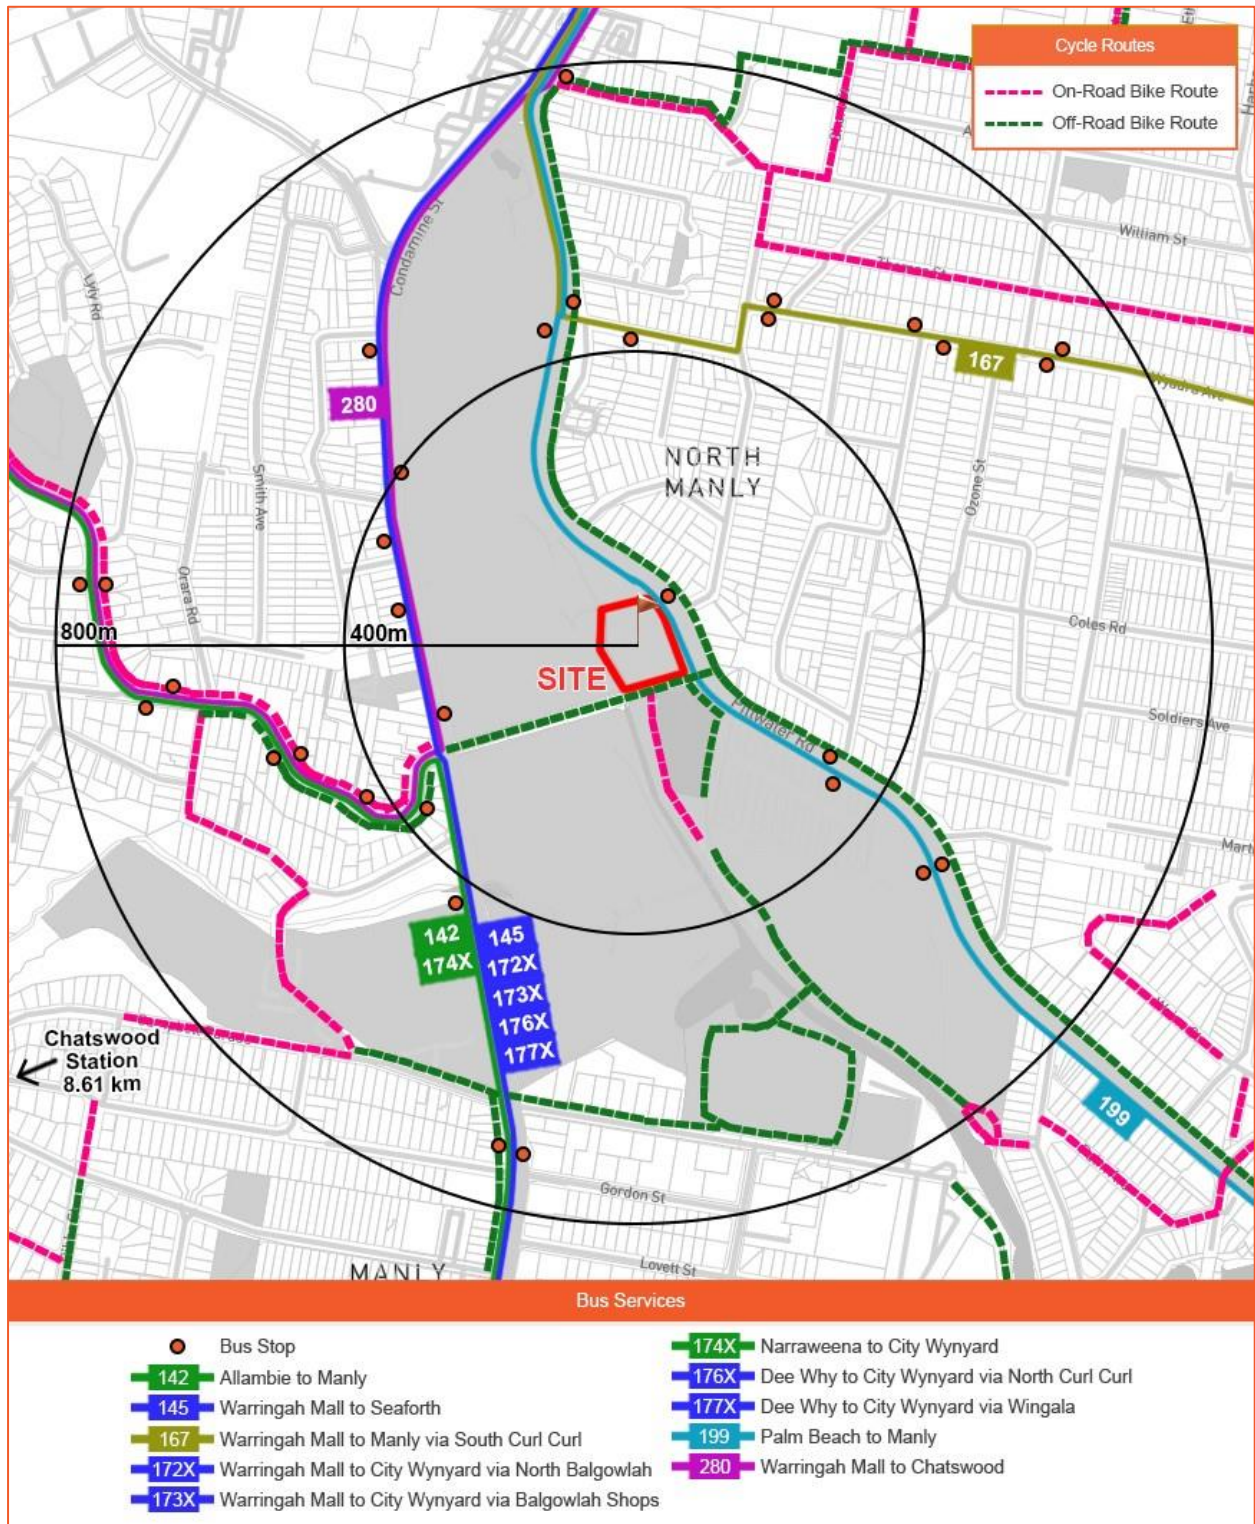 Cycle Routes
On-Road Bike Route
Off-Road Bike Route
William St
Condamine St
Lyly Rd
280
167
Wyadra Ave
NORTH
MANLY
Smith Ave
Ozone St
Orara Rd
Coles Rd
800m
400m
SITE
Soldiers Ave
Pittwater Rd
142
174X
145
172X
173X
176X
177X
Chatswood
Station
8.61 km
199
Gordon St
Lovett St
MANLY
Bus Services
Bus Stop
142 Allambie to Manly
145 Warringah Mall to Seaforth
167 Warringah Mall to Manly via South Curl Curl
172X Warringah Mall to City Wynyard via North Balgowlah
173X Warringah Mall to City Wynyard via Balgowlah Shops
174X Narraweena to City Wynyard
176X Dee Why to City Wynyard via North Curl Curl
177X Dee Why to City Wynyard via Wingala
199 Palm Beach to Manly
280 Warringah Mall to Chatswood